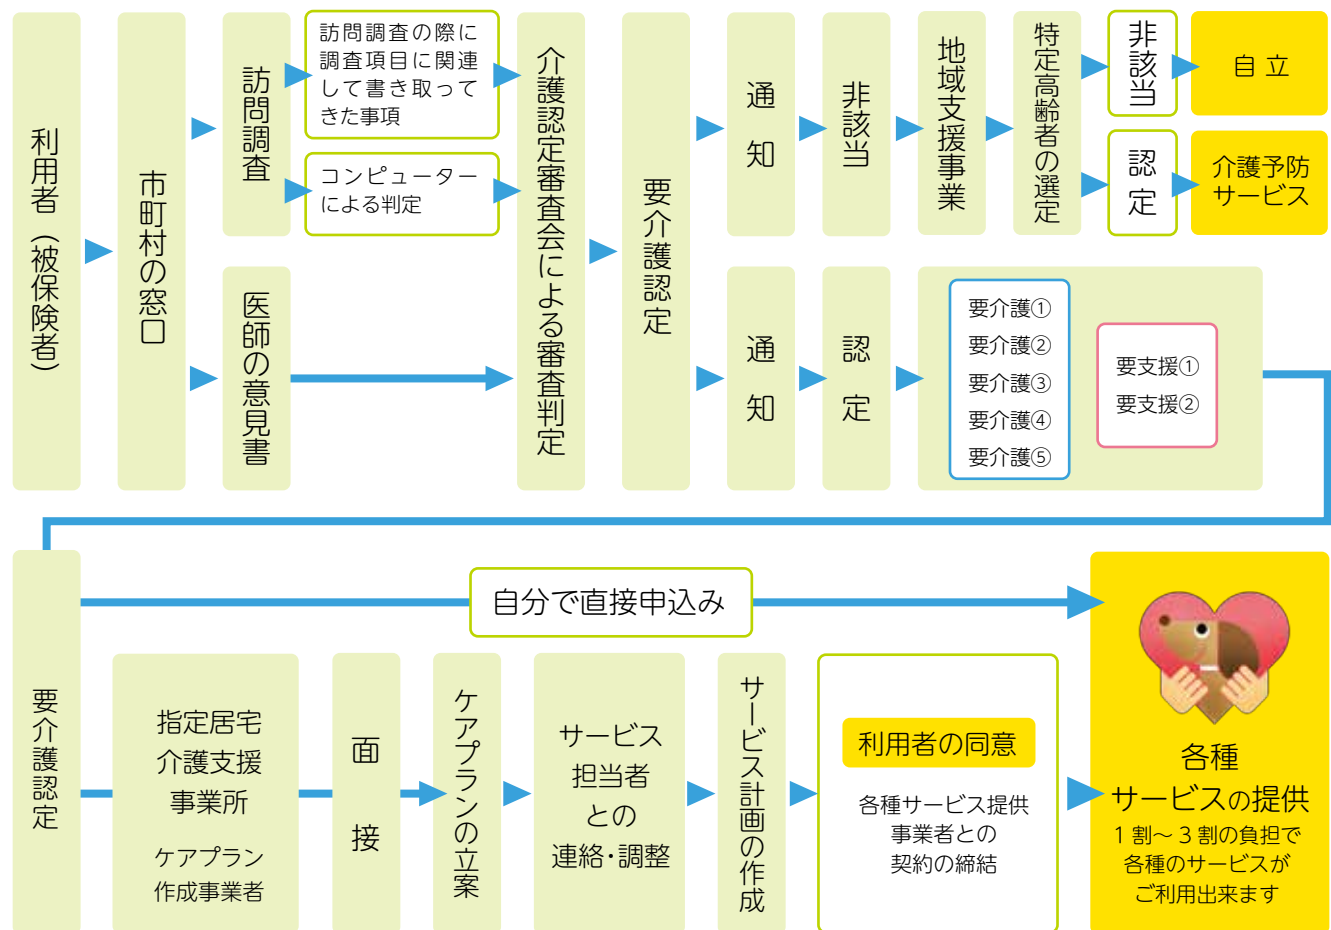 利用者（被保険者）
市町村の窓口
訪問調査
訪問調査の際に
調査項目に関連
して書き取って
きた事項
コンピューター
による判定
医師の意見書
介護認定審査会による審査判定
要介護認定
通知
非該当
地域支援事業
特定高齢者の選定
非該当
自立
認定
介護予防
サービス
通知
認定
要介護①
要介護②
要介護③
要介護④
要介護⑤
要支援①
要支援②
要介護認定
自分で直接申込み
指定居宅
介護支援
事業所
ケアプラン
作成事業者
面接
ケアプランの立案
サービス
担当者
との
連絡・調整
サービス計画の作成
利用者の同意
各種サービス提供
事業者との
契約の締結
各種
サービスの提供
1割〜3割の負担で
各種のサービスが
ご利用出来ます